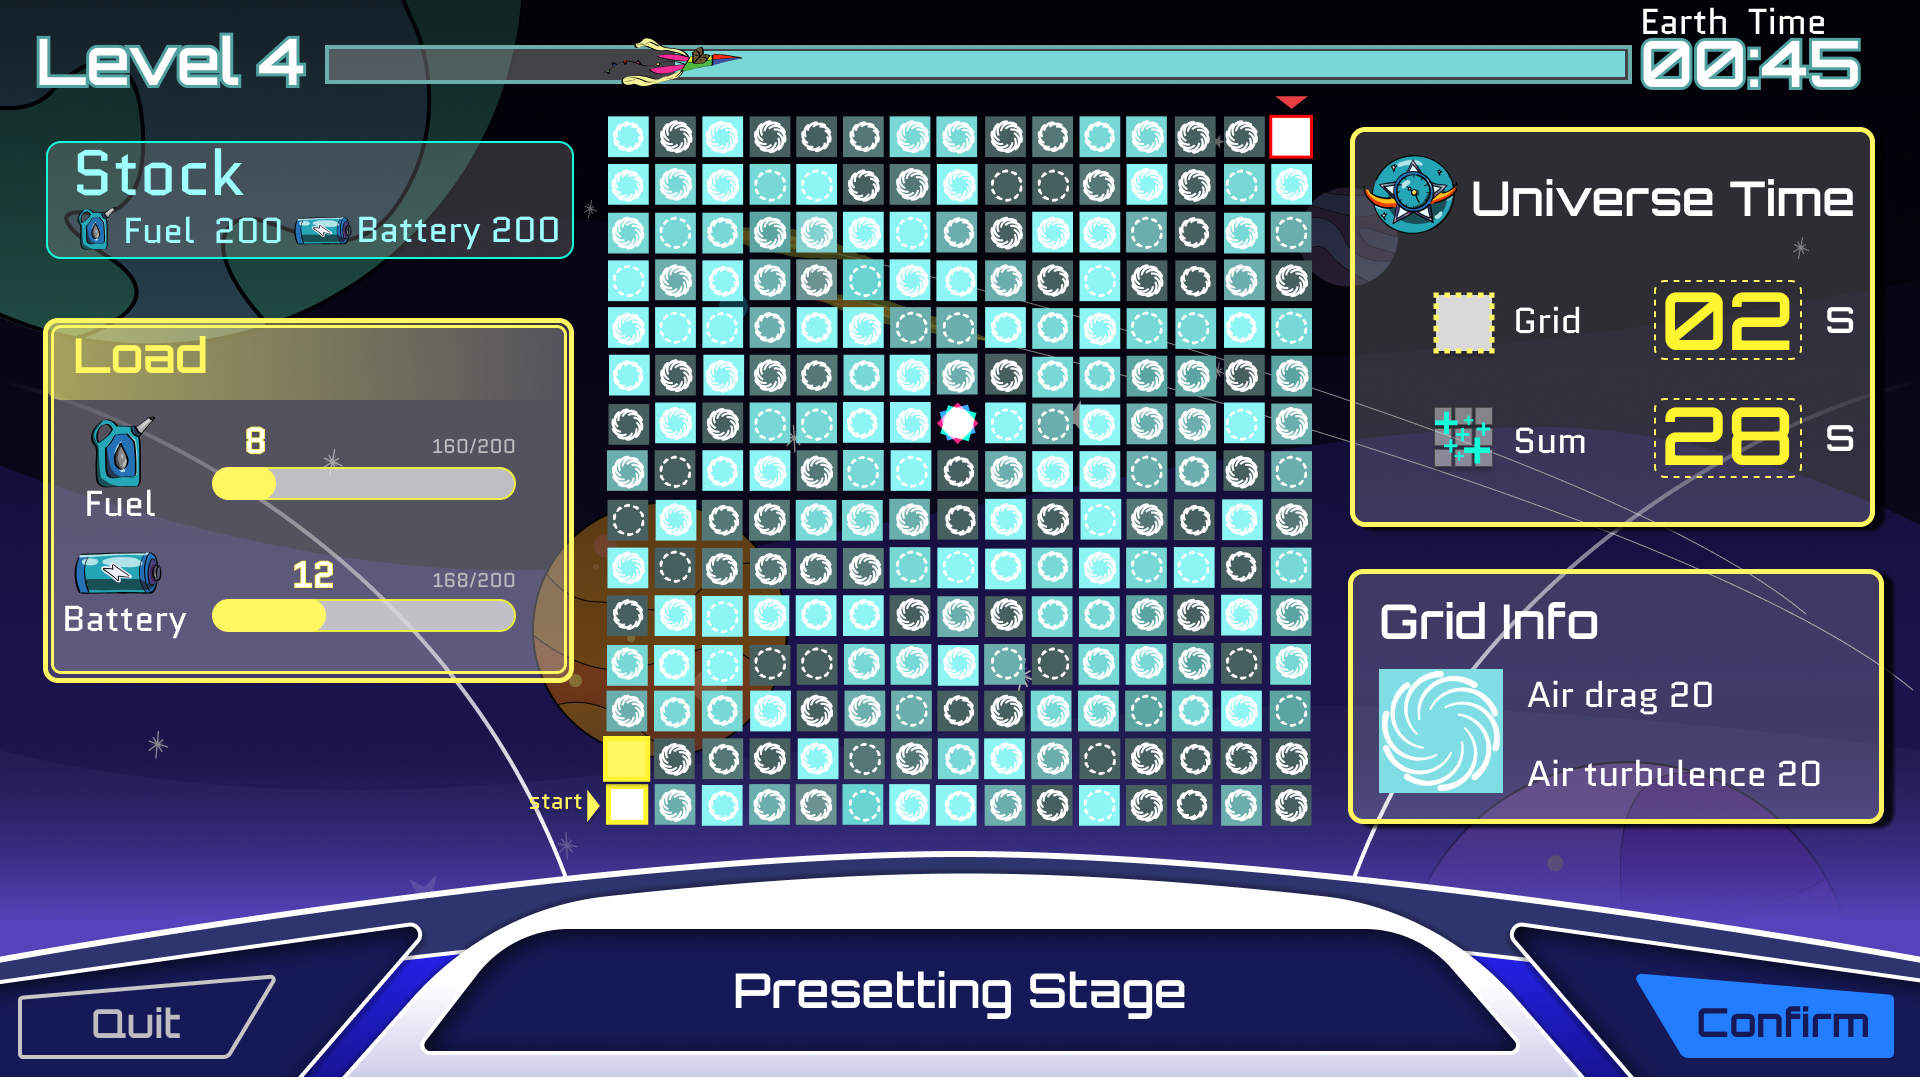 Level 4
Earth Time
00:45
Stock
Fuel 200 Battery 200
Load
8
160/200
Fuel
12
168/200
Battery
start
Universe Time
Grid 02 S
Sum 28 S
Grid Info
Air drag 20
Air turbulence 20
Quit
Presetting Stage
Confirm